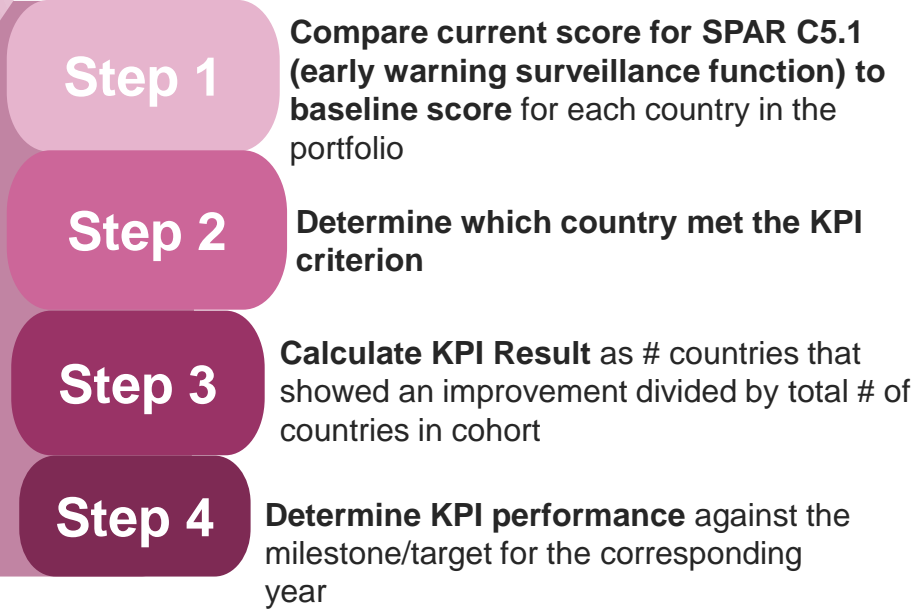 Step 1
Compare current score for SPAR C5.1
(early warning surveillance function) to
baseline score for each country in the
portfolio
Step 2
Determine which country met the KPI
criterion
Step 3
Calculate KPI Result as # countries that
showed an improvement divided by total # of
countries in cohort
Step 4
Determine KPI performance against the
milestone/target for the corresponding
year